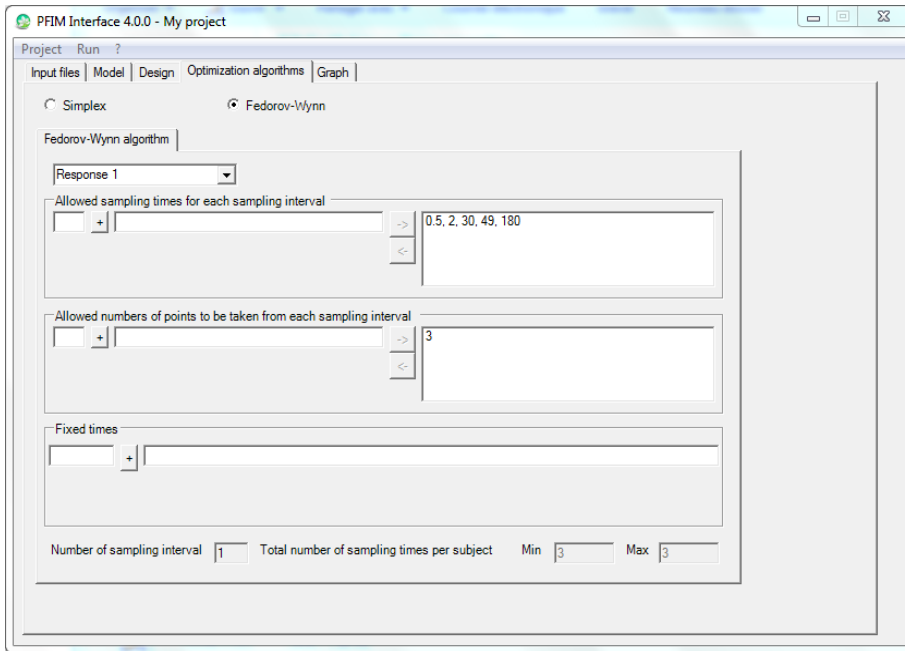 PFIM Interface 4.0.0 - My project
Project Run ?
Input files Model Design Optimization algorithms Graph
Simplex Fedorov-Wynn
Fedorov-Wynn algorithm
Response 1
Allowed sampling times for each sampling interval
+ -> 0.5, 2, 30, 49, 180
<-
Allowed numbers of points to be taken from each sampling interval
+ -> 3
<-
Fixed times
+
Number of sampling interval 1 Total number of sampling times per subject Min 3 Max 3